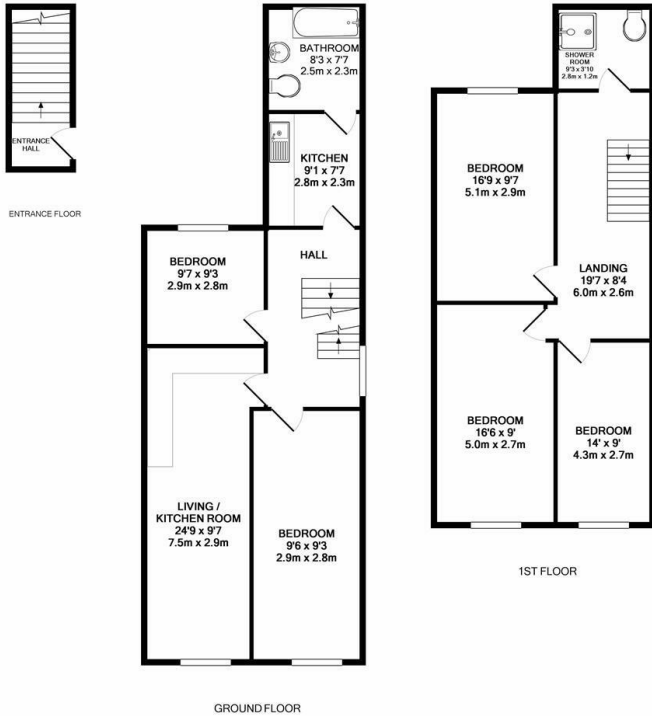 ENTRANCE
HALL
ENTRANCE FLOOR
BATHROOM
8'3 x 7'7
2.5m x 2.3m
KITCHEN
9'1 x 7'7
2.8m x 2.3m
HALL
BEDROOM
9'7 x 9'3
2.9m x 2.8m
LIVING /
KITCHEN ROOM
24'9 x 9'7
7.5m x 2.9m
BEDROOM
9'6 x 9'3
2.9m x 2.8m
GROUND FLOOR
SHOWER
ROOM
9'3 x 3'10
2.8m x 1.2m
BEDROOM
16'9 x 9'7
5.1m x 2.9m
LANDING
19'7 x 8'4
6.0m x 2.6m
BEDROOM
16'6 x 9'
5.0m x 2.7m
BEDROOM
14' x 9'
4.3m x 2.7m
1ST FLOOR